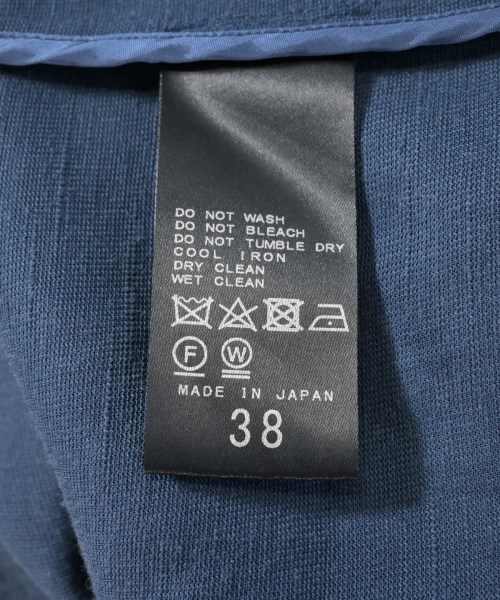 DO NOT WASH
DO NOT BLEACH
DO NOT TUMBLE DRY
COOL IRON
DRY CLEAN
WET CLEAN
F W
MADE IN JAPAN
38